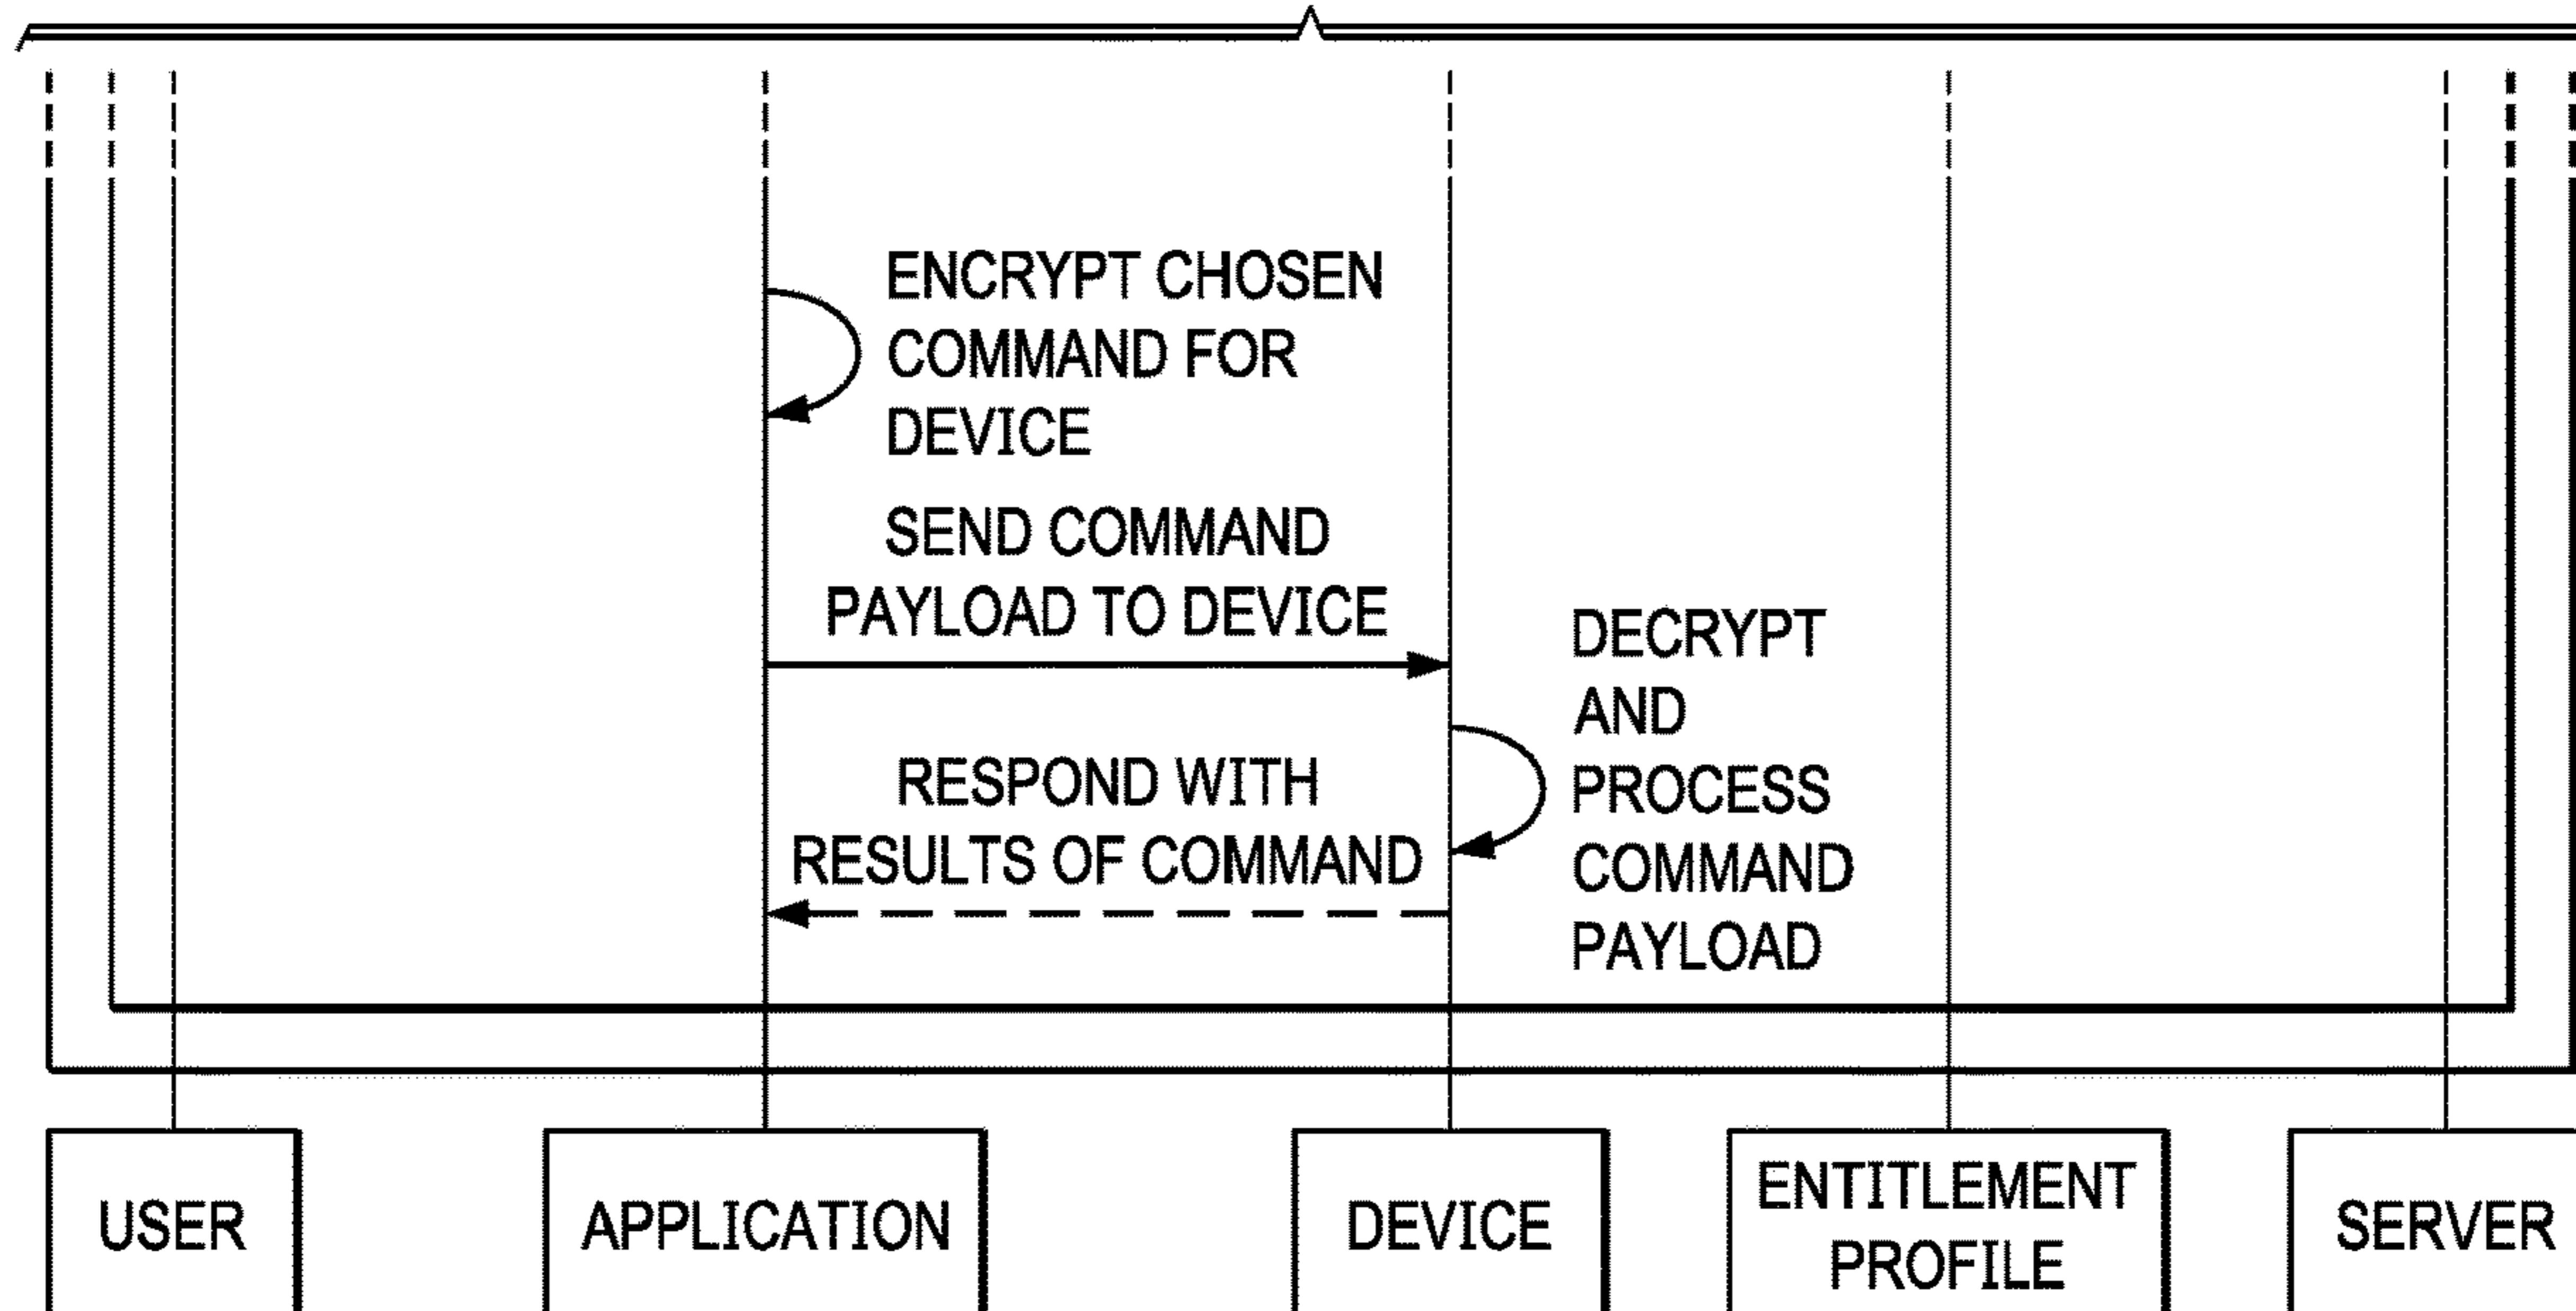 ENCRYPT CHOSEN
COMMAND FOR
DEVICE
SEND COMMAND
PAYLOAD TO DEVICE
DECRYPT
AND
PROCESS
COMMAND
PAYLOAD
RESPOND WITH
RESULTS OF COMMAND
USER
APPLICATION
DEVICE
ENTITLEMENT
PROFILE
SERVER